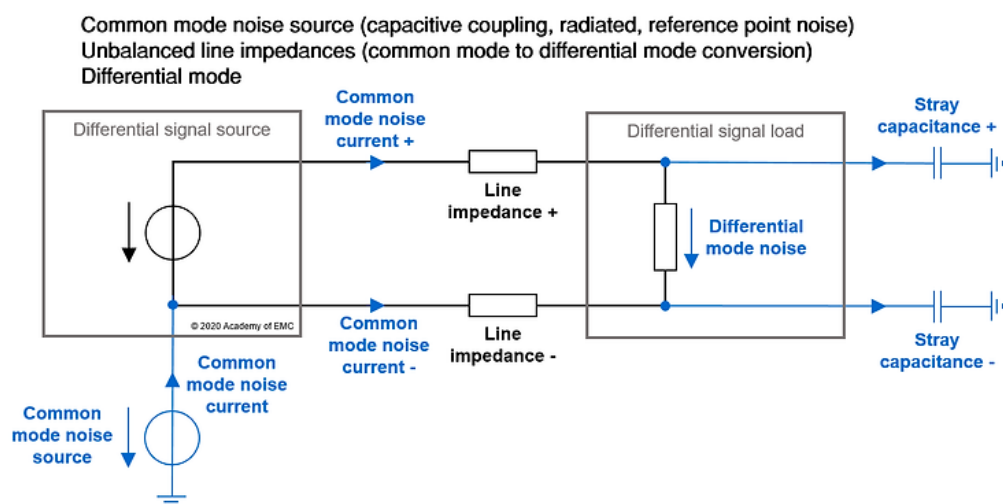 Common mode noise source (capacitive coupling, radiated, reference point noise)
Unbalanced line impedances (common mode to differential mode conversion)
Differential mode
Differential signal source
Common
mode noise
current +
Line
impedance +
Differential signal load
Differential
mode noise
Stray
capacitance +
© 2020 Academy of EMC
Common
mode noise
current -
Line
impedance -
Stray
capacitance -
Common
mode noise
current
Common
mode noise
source